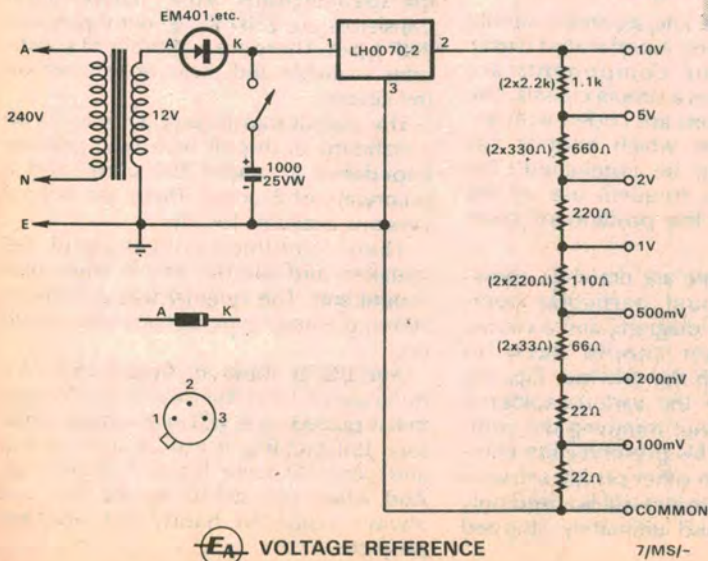 EM401,etc.
A
A
K
1
LH0070-2
2
3
10V
(2x2.2k) 1.1k
5V
240V
12V
(2x330Ω) 660Ω
2V
220Ω
N
1000
25VW
+
-
1V
E
(2x220Ω) 110Ω
500mV
A K
(2x33Ω) 66Ω
200mV
2
3
22Ω
100mV
22Ω
COMMON
EA VOLTAGE REFERENCE
7/MS/-